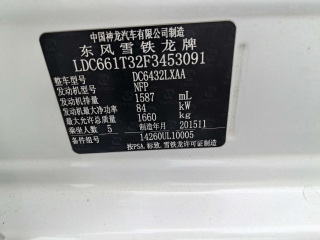 中国神龙汽车有限公司制造
东风雪铁龙牌
LDC661T32F3453091
整车型号 DC6432LXAA
发动机型号 NFP
发动机排量 1587 mL
发动机最大净功率 84 kW
最大允许总质量 1660 kg
乘坐人数 5 制造年月 201511
备件组号 14260UL10005
按PSA.标致.雪铁龙许可证制造